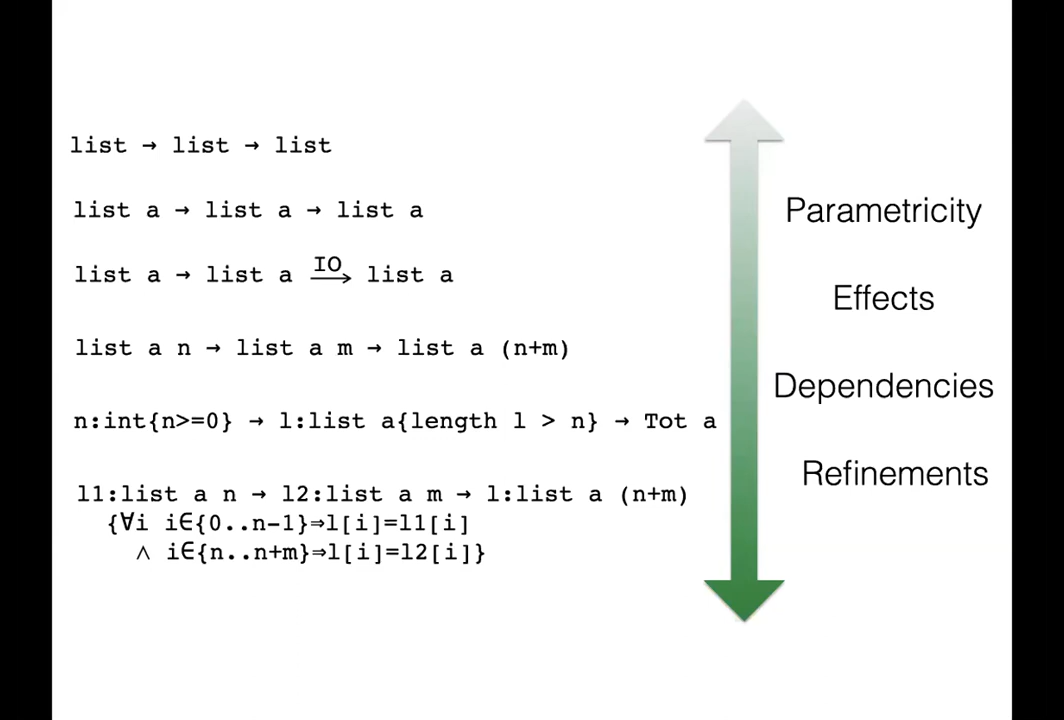 list → list → list
list a → list a → list a
list a → list a IO→ list a
list a n → list a m → list a (n+m)
n:int{n>=0} → l:list a{length l > n} → Tot a
l1:list a n → l2:list a m → l:list a (n+m)
{∀i i∈{0..n-1}⇒l[i]=l1[i]
∧ i∈{n..n+m}⇒l[i]=l2[i]}
Parametricity
Effects
Dependencies
Refinements